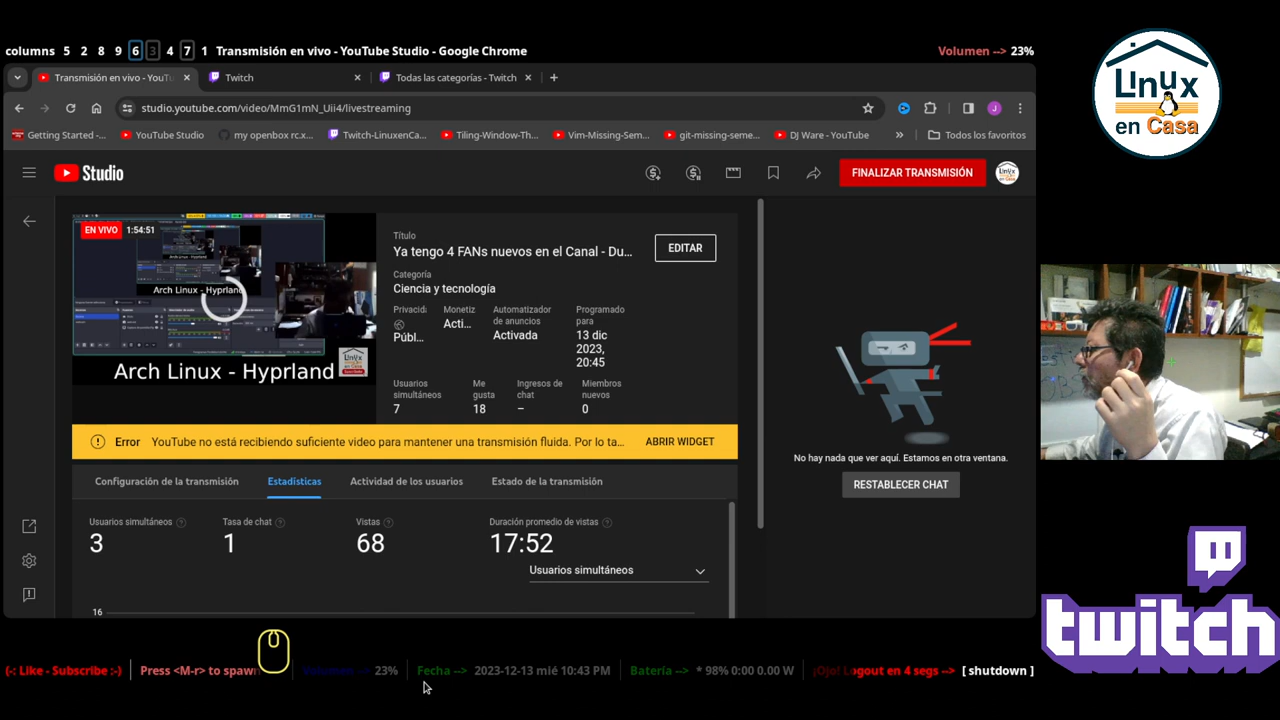 columns 5 2 8 9 6 3 4 7 1 Transmisión en vivo - YouTube Studio - Google Chrome
Volumen --> 23%
Linux
en Casa
Transmisión en vivo - YouTu
Twitch
Todas las categorías - Twitch
studio.youtube.com/video/MmG1mN_Uii4/livestreaming
J
Getting Started -...
YouTube Studio
my openbox rc.x...
Twitch-LinuxenCa...
Tiling-Window-Th...
Vim-Missing-Sem...
git-missing-seme...
DJ Ware - YouTube
Todos los favoritos
Studio
FINALIZAR TRANSMISIÓN
EN VIVO 1:54:51
Arch Linux - Hyprland
Arch Linux - Hyprland
Título
Ya tengo 4 FANs nuevos en el Canal - Du...
EDITAR
Categoría
Ciencia y tecnología
Privacid:
Públ...
Monetiz
Acti...
Automatizador
de anuncios
Activada
Programado
para
13 dic
2023,
20:45
Usuarios
simultáneos
7
Me
gusta
18
Ingresos de
chat
–
Miembros
nuevos
0
Error YouTube no está recibiendo suficiente video para mantener una transmisión fluida. Por lo ta...
ABRIR WIDGET
No hay nada que ver aquí. Estamos en otra ventana.
RESTABLECER CHAT
Configuración de la transmisión
Estadísticas
Actividad de los usuarios
Estado de la transmisión
Usuarios simultáneos
3
Tasa de chat
1
Vistas
68
Duración promedio de vistas
17:52
Usuarios simultáneos
16
twitch
(-: Like - Subscribe :-)
Press <M-r> to spawn
Volumen --> 23%
Fecha --> 2023-12-13 mié 10:43 PM
Batería --> * 98% 0:00 0.00 W
¡Ojo! Logout en 4 segs --> [ shutdown ]